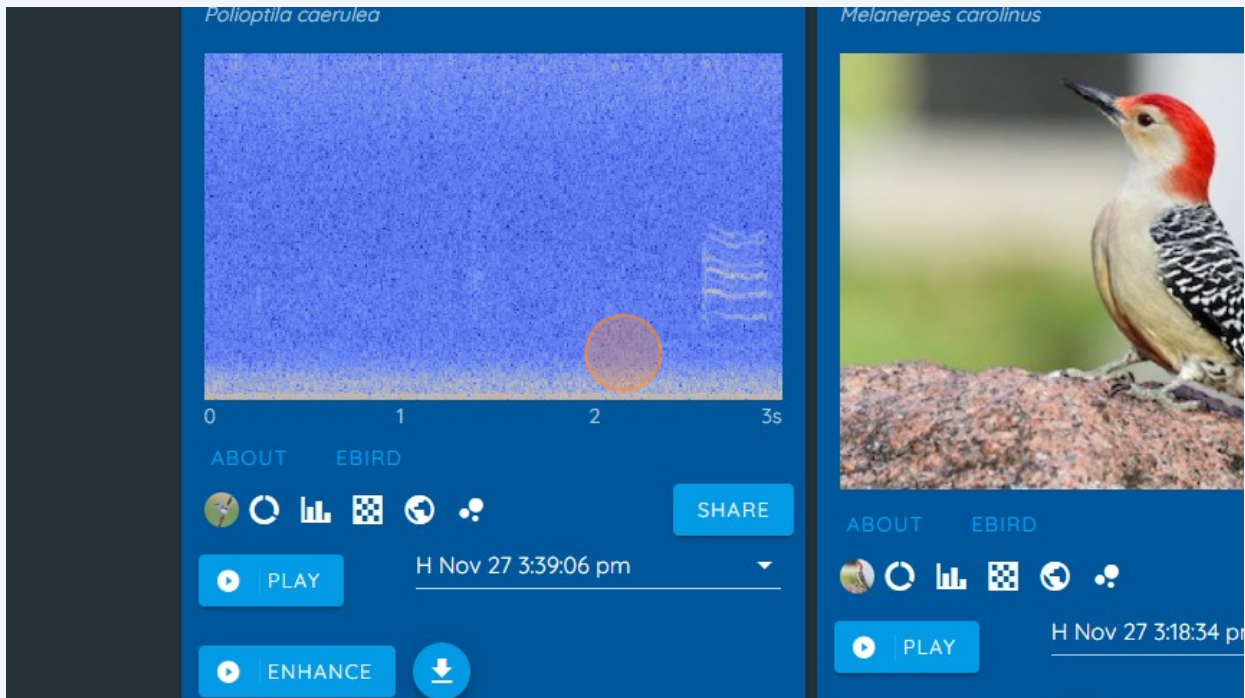 Polioptila caerulea
0 1 2 3s
ABOUT EBIRD
SHARE
H Nov 27 3:39:06 pm
PLAY
ENHANCE
Melanerpes carolinus
ABOUT EBIRD
H Nov 27 3:18:34
PLAY